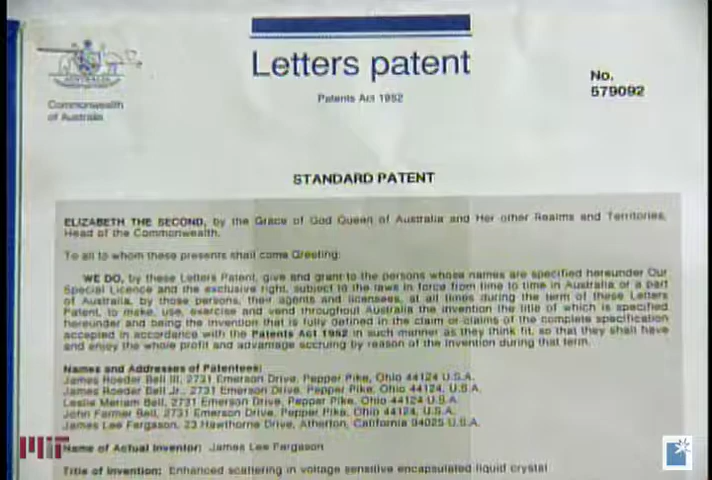 Letters patent
Patents Act 1952
No.
579092
AUSTRALIA
Commonwealth
of Australia
STANDARD PATENT
ELIZABETH THE SECOND, by the Grace of God Queen of Australia and Her other Realms and Territories,
Head of the Commonwealth.
To all to whom these presents shall come Greeting:
WE DO, by these Letters Patent, give and grant to the persons whose names are specified hereunder Our
Special Licence and the exclusive right, subject to the laws in force from time to time in Australia or a part
of Australia, by those persons, their agents and licensees, at all times during the term of these Letters
Patent, to make, use, exercise and vend throughout Australia the invention the title of which is specified
hereunder and being the invention that is fully defined in the claim or claims of the complete specification
accepted in accordance with the Patents Act 1952 in such manner as they think fit, so that they shall have
and enjoy the whole profit and advantage accruing by reason of the invention during that term.
Names and Addresses of Patentees:
James Roeder Bell III, 2731 Emerson Drive, Pepper Pike, Ohio 44124 U.S.A.
James Roeder Bell Jr., 2731 Emerson Drive, Pepper Pike, Ohio 44124, U.S.A.
Leslie Meriam Bell, 2731 Emerson Drive, Pepper Pike, Ohio 44124, U.S.A.
John Farmer Bell, 2731 Emerson Drive, Pepper Pike, Ohio 44124, U.S.A.
James Lee Fergason, 23 Hawthorne Drive, Atherton, California 94025 U.S.A.
Name of Actual Inventor: James Lee Fergason
MIT
Title of Invention: Enhanced scattering in voltage sensitive encapsulated liquid crystal